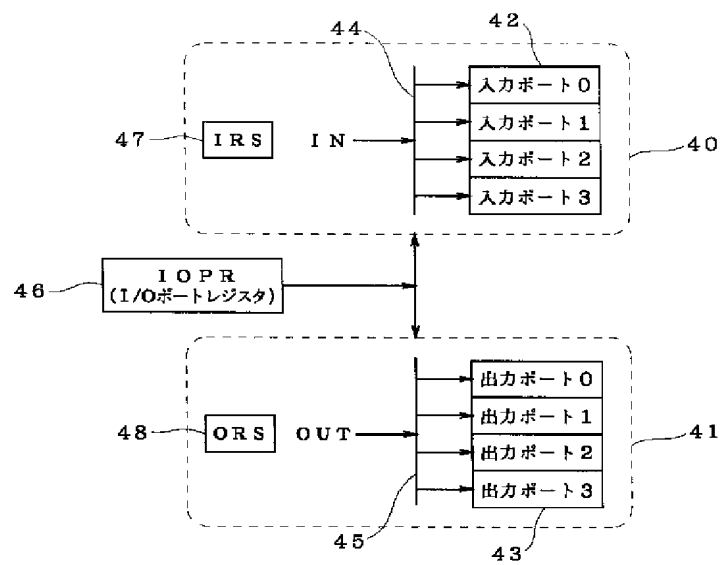 44
42
47
IRS
IN
入力ポート0
入力ポート1
入力ポート2
入力ポート3
40
46
IOPR
(I/Oポートレジスタ)
48
ORS
OUT
出力ポート0
出力ポート1
出力ポート2
出力ポート3
41
45
43